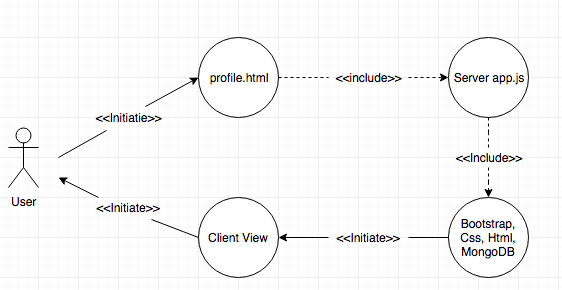 profile.html
<<include>>
Server app.js
<<Initiatie>>
<<Include>>
User
<<Initiate>>
Client View
<<Initiate>>
Bootstrap,
Css, Html,
MongoDB